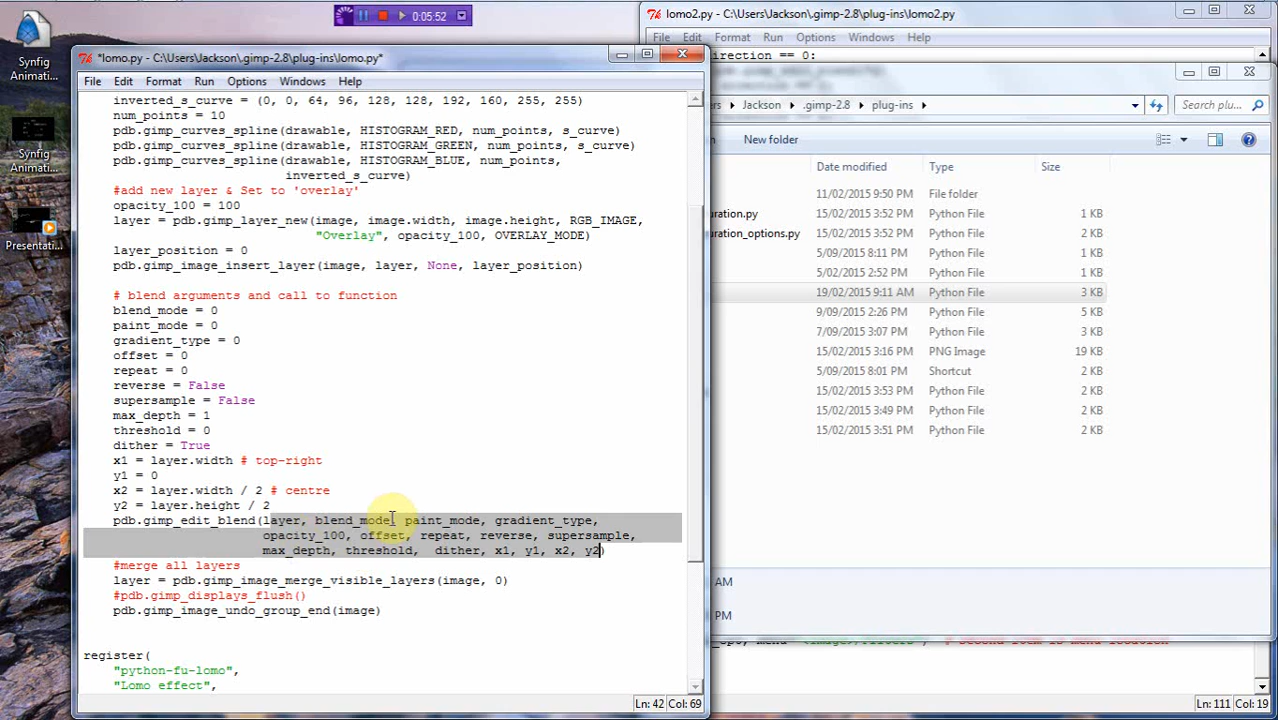 Synfig
Animati...
Synfig
Animati...
Presentati...
0:05:52
lomo2.py - C:\Users\Jackson\.gimp-2.8\plug-ins\lomo2.py
File Edit Format Run Options Windows Help
direction == 0:
*lomo.py - C:\Users\Jackson\.gimp-2.8\plug-ins\lomo.py*
File Edit Format Run Options Windows Help
inverted_s_curve = (0, 0, 64, 96, 128, 128, 192, 160, 255, 255)
num_points = 10
pdb.gimp_curves_spline(drawable, HISTOGRAM_RED, num_points, s_curve)
pdb.gimp_curves_spline(drawable, HISTOGRAM_GREEN, num_points, s_curve)
pdb.gimp_curves_spline(drawable, HISTOGRAM_BLUE, num_points,
inverted_s_curve)
#add new layer & Set to 'overlay'
opacity_100 = 100
layer = pdb.gimp_layer_new(image, image.width, image.height, RGB_IMAGE,
"Overlay", opacity_100, OVERLAY_MODE)
layer_position = 0
pdb.gimp_image_insert_layer(image, layer, None, layer_position)
# blend arguments and call to function
blend_mode = 0
paint_mode = 0
gradient_type = 0
offset = 0
repeat = 0
reverse = False
supersample = False
max_depth = 1
threshold = 0
dither = True
x1 = layer.width # top-right
y1 = 0
x2 = layer.width / 2 # centre
y2 = layer.height / 2
pdb.gimp_edit_blend(layer, blend_mode, paint_mode, gradient_type,
opacity_100, offset, repeat, reverse, supersample,
max_depth, threshold,  dither, x1, y1, x2, y2)
#merge all layers
layer = pdb.gimp_image_merge_visible_layers(image, 0)
#pdb.gimp_displays_flush()
pdb.gimp_image_undo_group_end(image)
register(
"python-fu-lomo",
"Lomo effect",
Ln: 42 Col: 69
ers Jackson .gimp-2.8 plug-ins Search plu...
New folder
Date modified Type Size
11/02/2015 9:50 PM File folder
uration.py 15/02/2015 3:52 PM Python File 1 KB
uration_options.py 15/02/2015 3:52 PM Python File 2 KB
5/09/2015 8:11 PM Python File 2 KB
5/02/2015 2:52 PM Python File 2 KB
19/02/2015 9:11 AM Python File 3 KB
9/09/2015 2:26 PM Python File 5 KB
7/09/2015 3:07 PM Python File 3 KB
15/02/2015 3:16 PM PNG Image 19 KB
5/09/2015 8:01 PM Shortcut 2 KB
15/02/2015 3:53 PM Python File 2 KB
15/02/2015 3:49 PM Python File 2 KB
15/02/2015 3:51 PM Python File 2 KB
AM
PM
Ln: 111 Col: 19